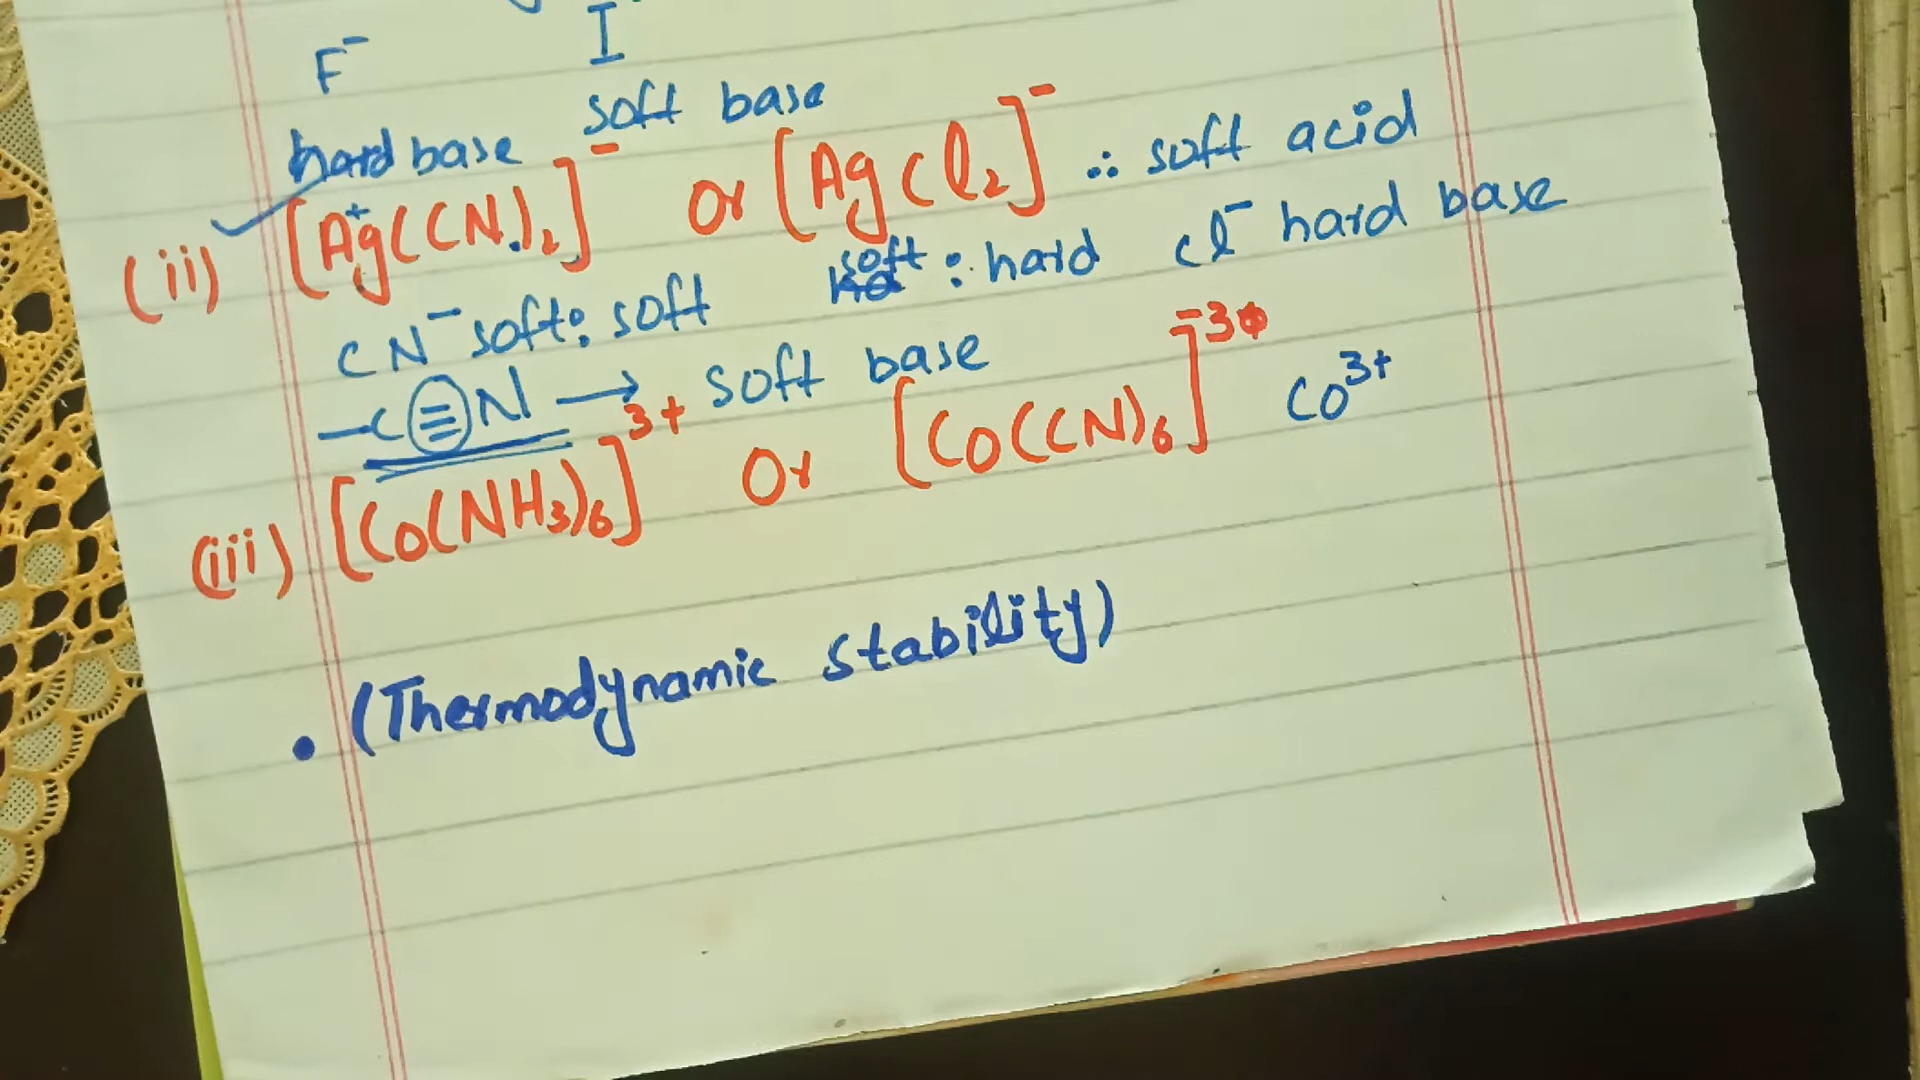 F⁻ I
hard base soft base
(ii) [Ag⁺(CN)₂]⁻ or [AgCl₂]⁻ ∴ soft acid
CN⁻ soft: soft soft : hard Cl⁻ hard base
—C≡N → soft base
(iii) [Co(NH₃)₆]³⁺ Or [Co(CN)₆]⁻³ Co³⁺
• (Thermodynamic stability)